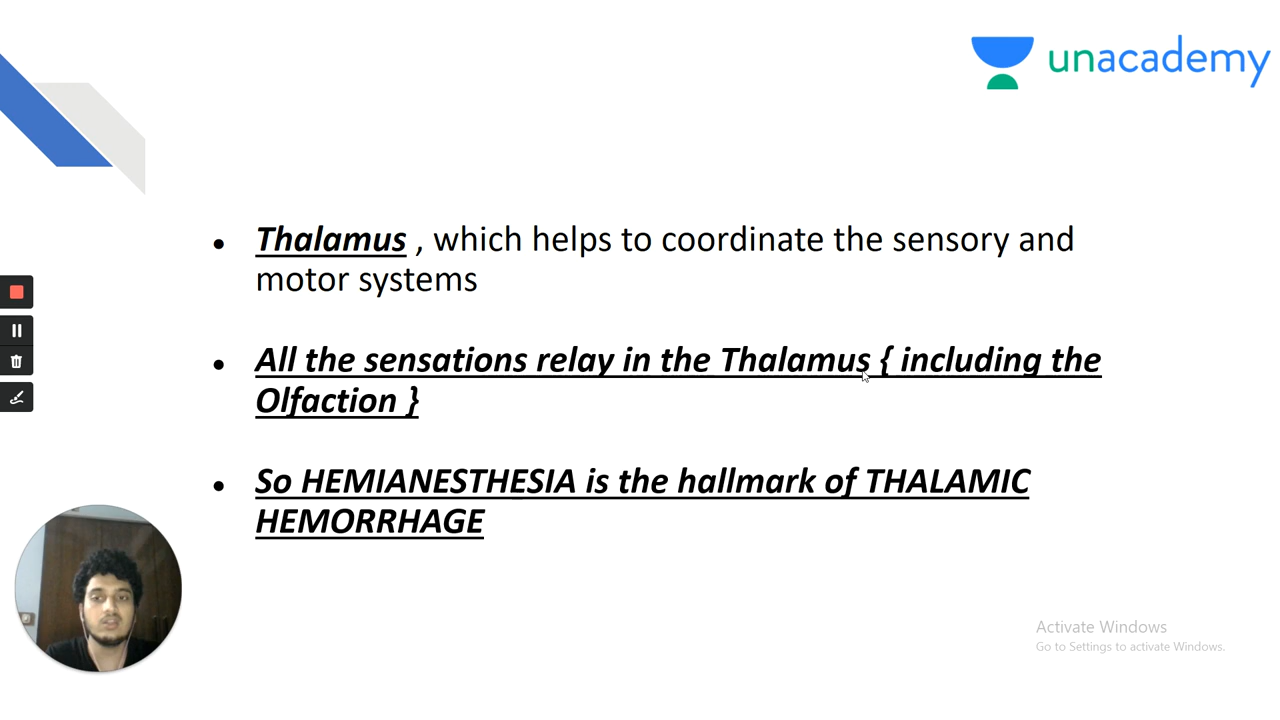 unacademy
Thalamus , which helps to coordinate the sensory and
motor systems
All the sensations relay in the Thalamus { including the
Olfaction }
So HEMIANESTHESIA is the hallmark of THALAMIC
HEMORRHAGE
Activate Windows
Go to Settings to activate Windows.